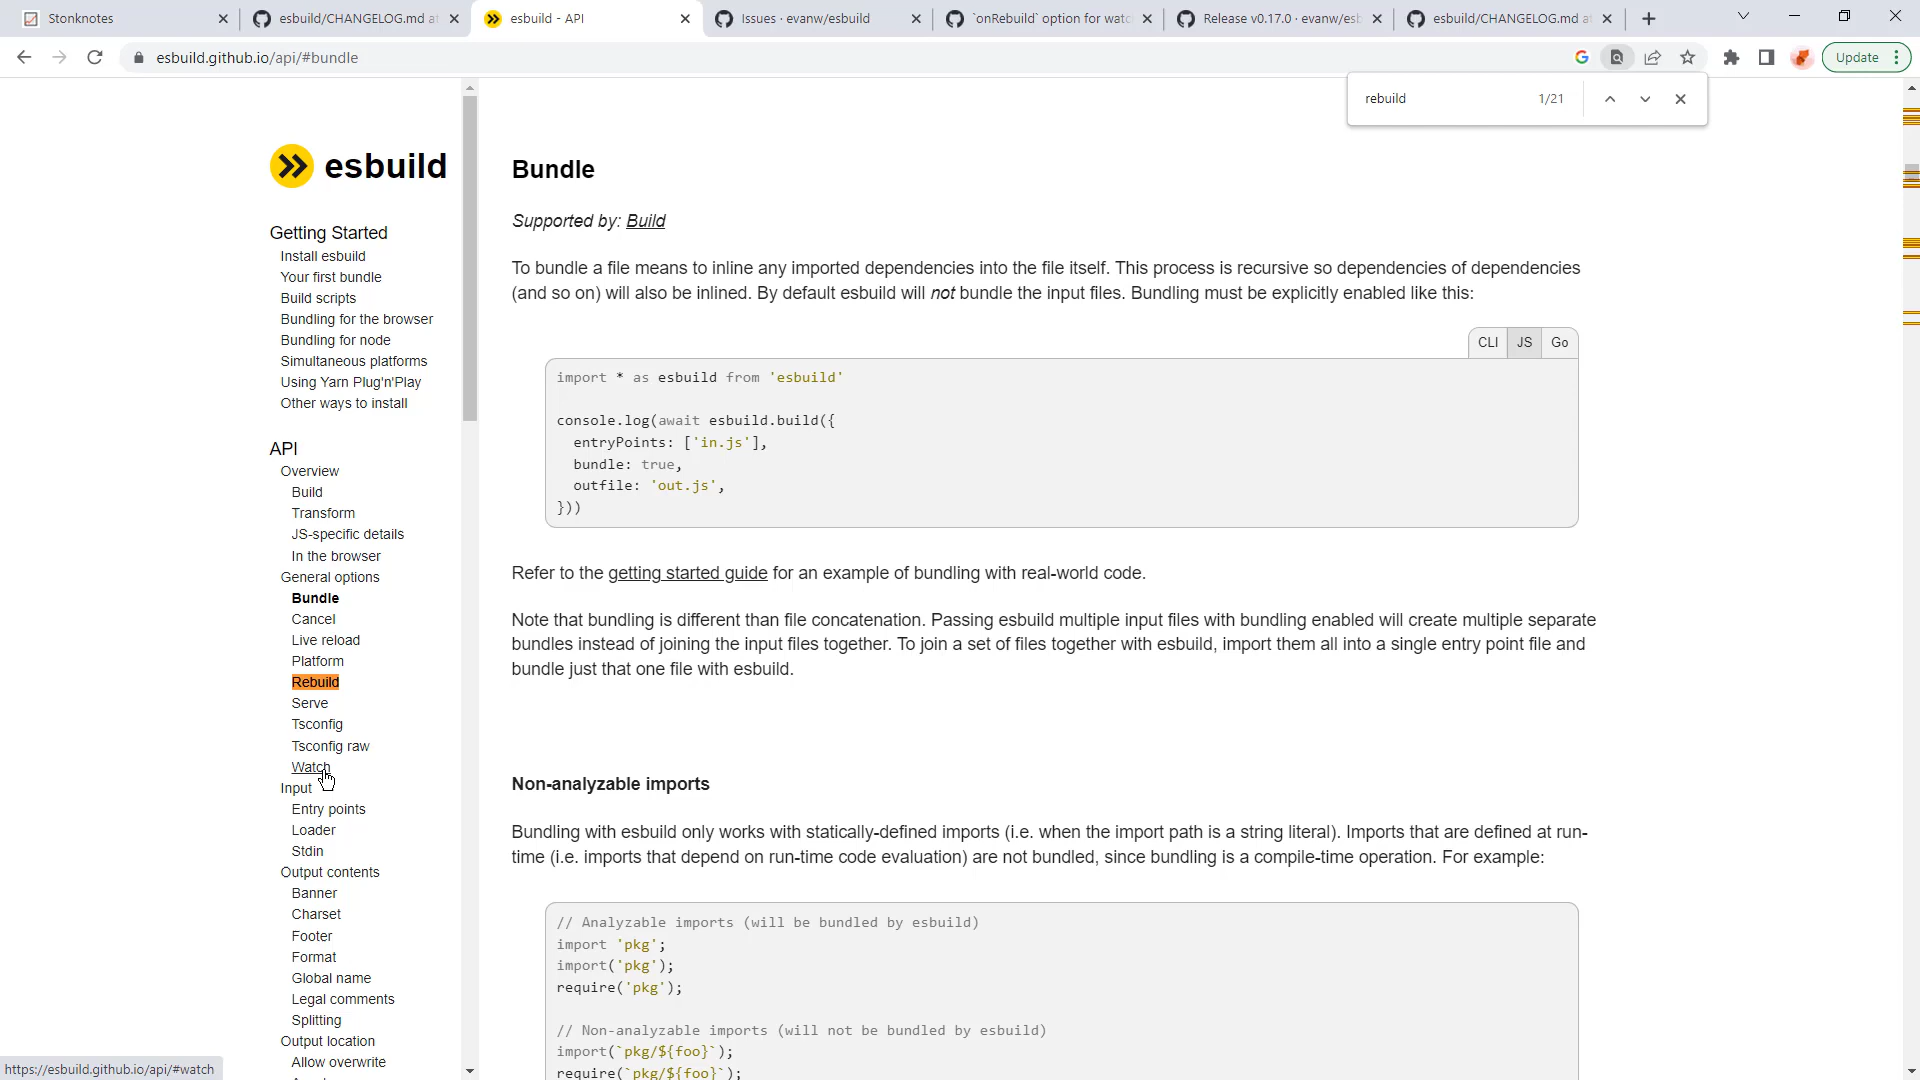 Stonknotes
esbuild/CHANGELOG.md at
esbuild - API
Issues · evanw/esbuild
`onRebuild` option for watc
Release v0.17.0 · evanw/esb
esbuild/CHANGELOG.md at
esbuild.github.io/api/#bundle
Update
rebuild
1/21
esbuild
Getting Started
Install esbuild
Your first bundle
Build scripts
Bundling for the browser
Bundling for node
Simultaneous platforms
Using Yarn Plug'n'Play
Other ways to install
API
Overview
Build
Transform
JS-specific details
In the browser
General options
Bundle
Cancel
Live reload
Platform
Rebuild
Serve
Tsconfig
Tsconfig raw
Watch
Input
Entry points
Loader
Stdin
Output contents
Banner
Charset
Footer
Format
Global name
Legal comments
Splitting
Output location
Allow overwrite
https://esbuild.github.io/api/#watch
Bundle
Supported by: Build
To bundle a file means to inline any imported dependencies into the file itself. This process is recursive so dependencies of dependencies
(and so on) will also be inlined. By default esbuild will not bundle the input files. Bundling must be explicitly enabled like this:
CLI JS Go
import * as esbuild from 'esbuild'
console.log(await esbuild.build({
entryPoints: ['in.js'],
bundle: true,
outfile: 'out.js',
}))
Refer to the getting started guide for an example of bundling with real-world code.
Note that bundling is different than file concatenation. Passing esbuild multiple input files with bundling enabled will create multiple separate
bundles instead of joining the input files together. To join a set of files together with esbuild, import them all into a single entry point file and
bundle just that one file with esbuild.
Non-analyzable imports
Bundling with esbuild only works with statically-defined imports (i.e. when the import path is a string literal). Imports that are defined at run-
time (i.e. imports that depend on run-time code evaluation) are not bundled, since bundling is a compile-time operation. For example:
// Analyzable imports (will be bundled by esbuild)
import 'pkg';
import('pkg');
require('pkg');
// Non-analyzable imports (will not be bundled by esbuild)
import(`pkg/${foo}`);
require(`pkg/${foo}`);